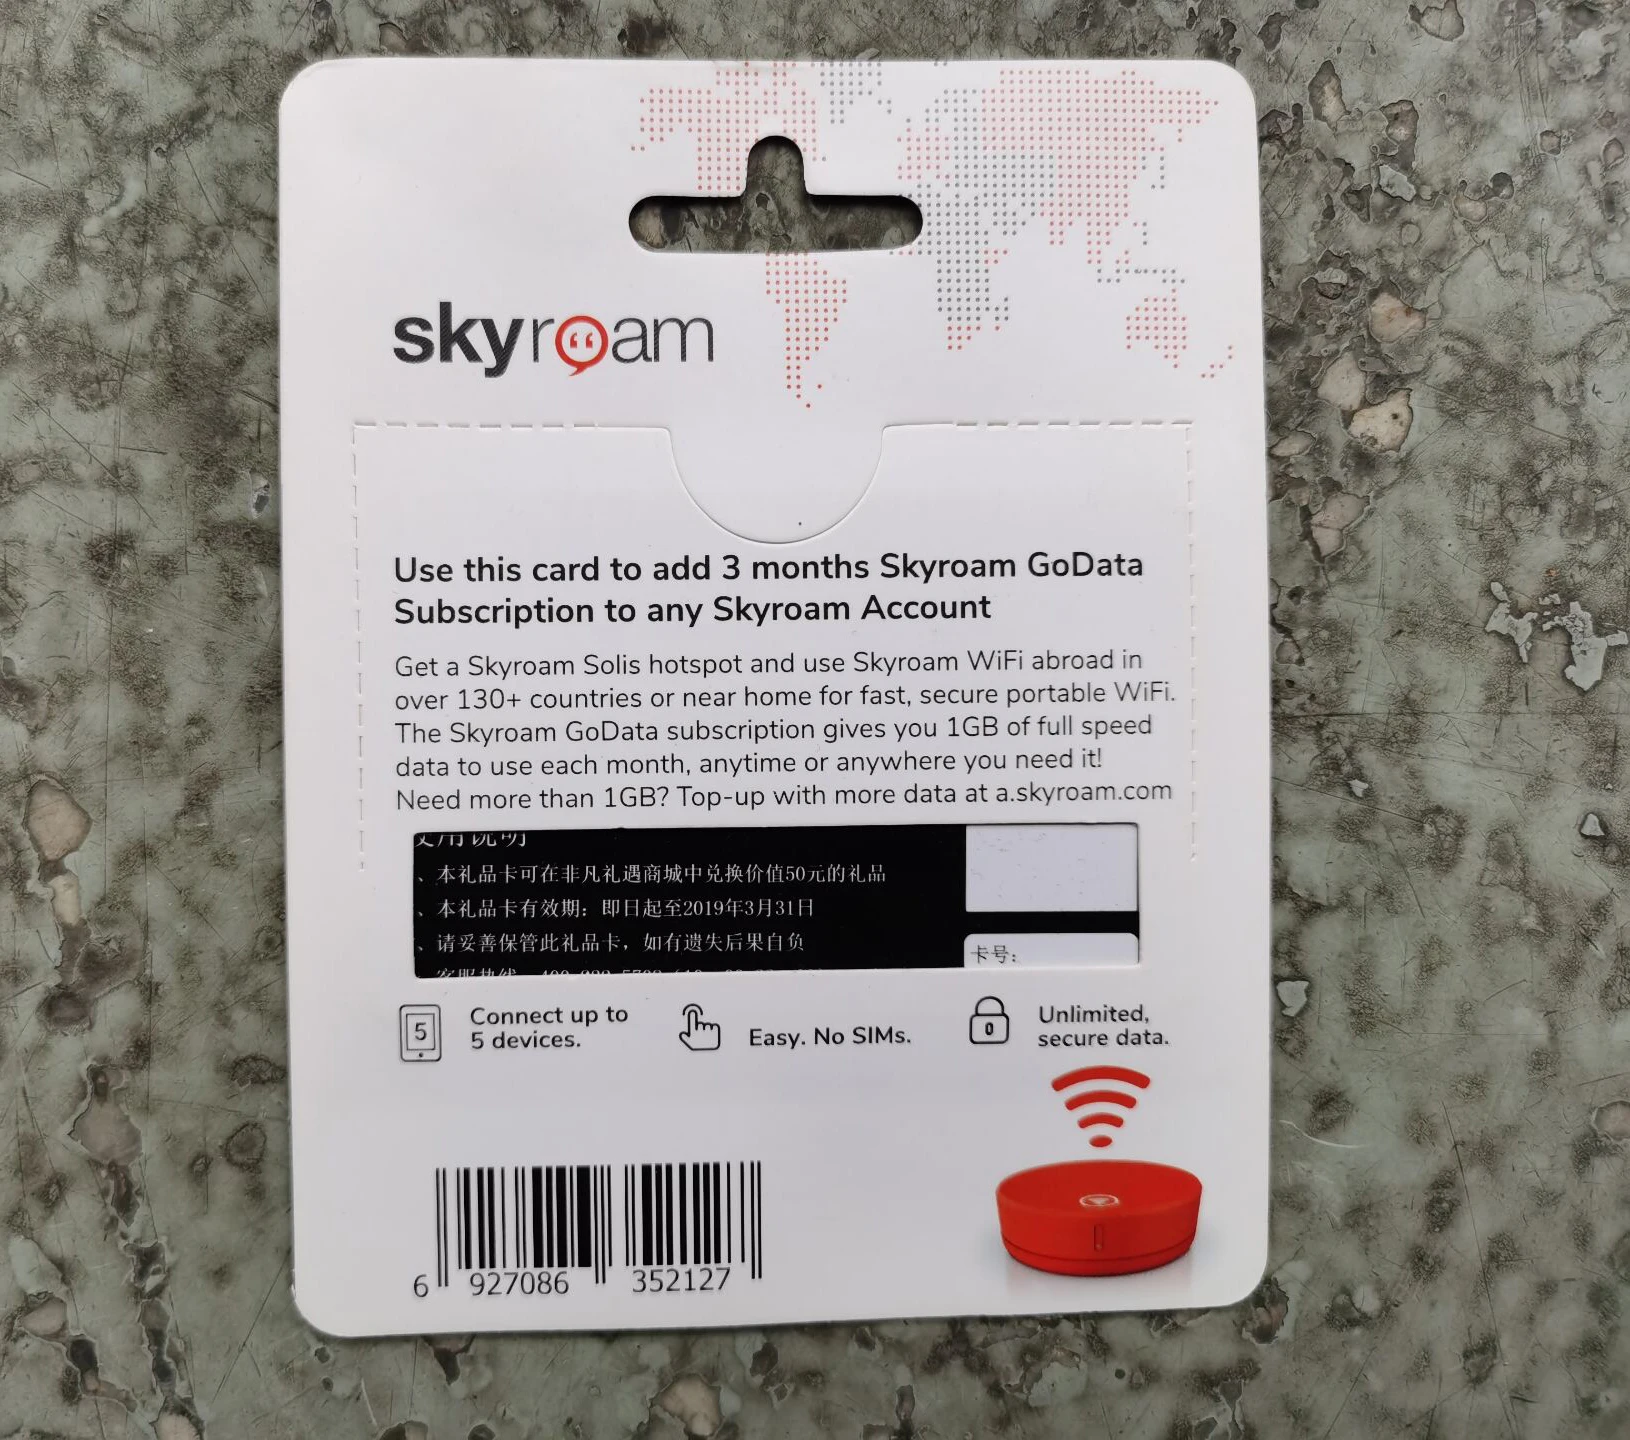 skyroam
Use this card to add 3 months Skyroam GoData
Subscription to any Skyroam Account
Get a Skyroam Solis hotspot and use Skyroam WiFi abroad in
over 130+ countries or near home for fast, secure portable WiFi.
The Skyroam GoData subscription gives you 1GB of full speed
data to use each month, anytime or anywhere you need it!
Need more than 1GB? Top-up with more data at a.skyroam.com
使用说明
、本礼品卡可在非凡礼遇商城中兑换价值50元的礼品
、本礼品卡有效期：即日起至2019年3月31日
、请妥善保管此礼品卡，如有遗失后果自负
卡号：
5
Connect up to
5 devices.
Easy. No SIMs.
0
Unlimited,
secure data.
6 927086 352127